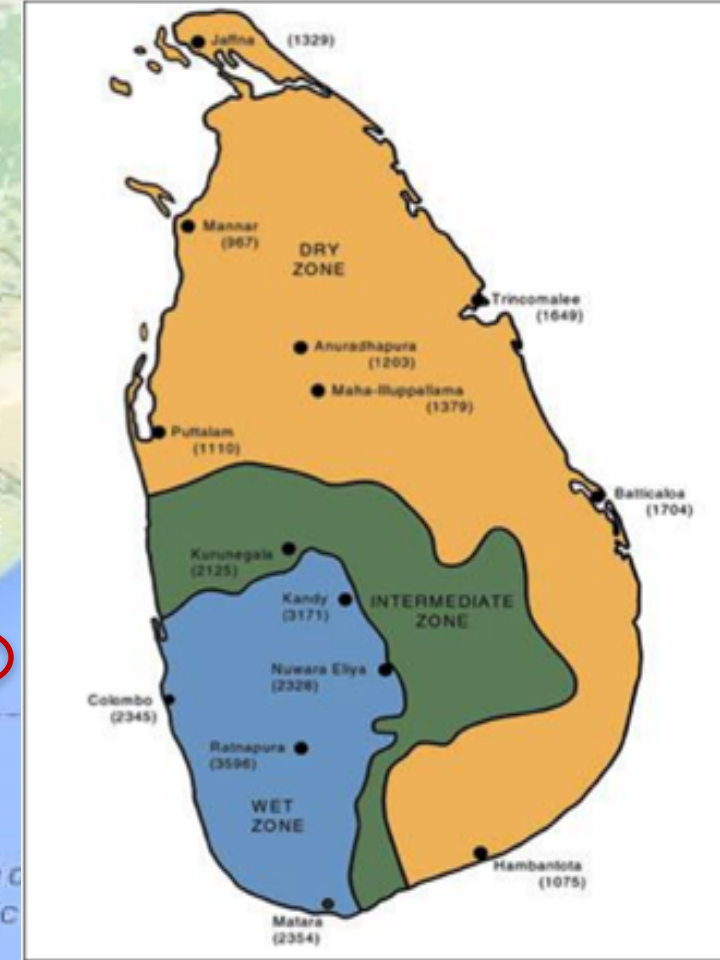 Jaffna (1329)
Mannar
(967)
DRY
ZONE
Trincomalee
(1649)
Anuradhapura
(1203)
Maha-Illuppallama
(1379)
Puttalam
(1110)
Batticaloa
(1704)
Kurunegala
(2125)
Kandy
(3171)
INTERMEDIATE
ZONE
Nuwara Eliya
(2328)
Colombo
(2345)
Ratnapura
(3596)
WET
ZONE
Hambantota
(1075)
Matara
(2354)